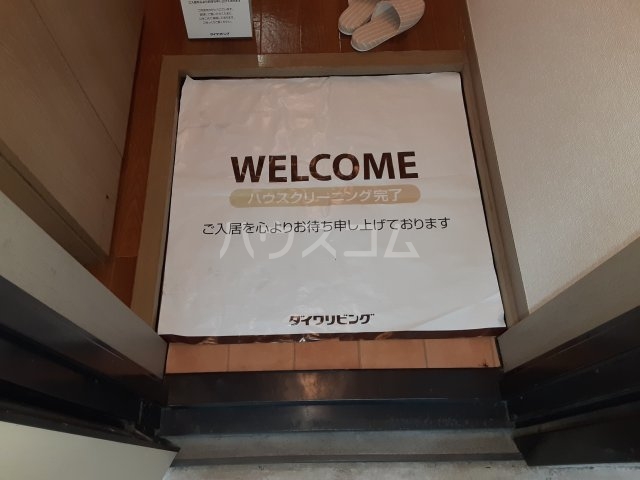 WELCOME
ハウスクリーニング完了
ご入居を心よりお待ち申し上げております
ハウスコム
ダイワリビング